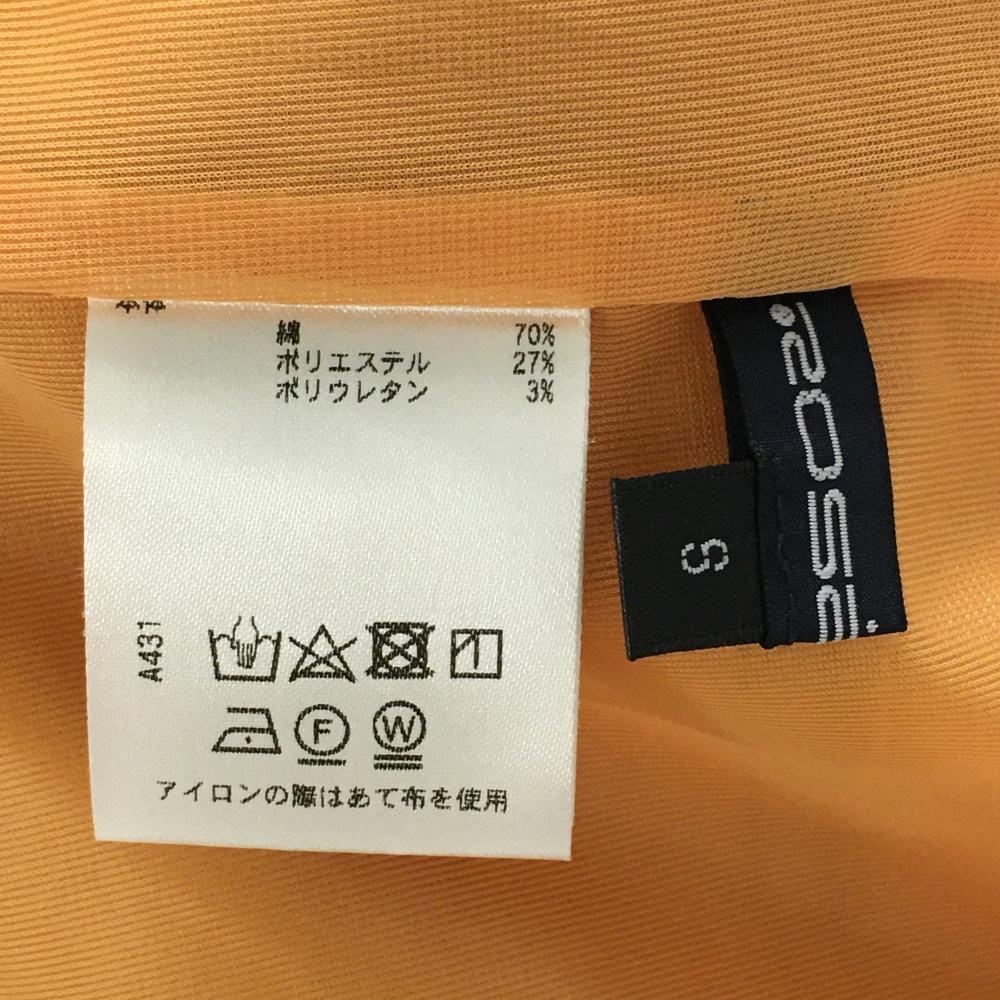 綿 70%
ポリエステル 27%
ポリウレタン 3%
A431
F W
アイロンの際はあて布を使用
S